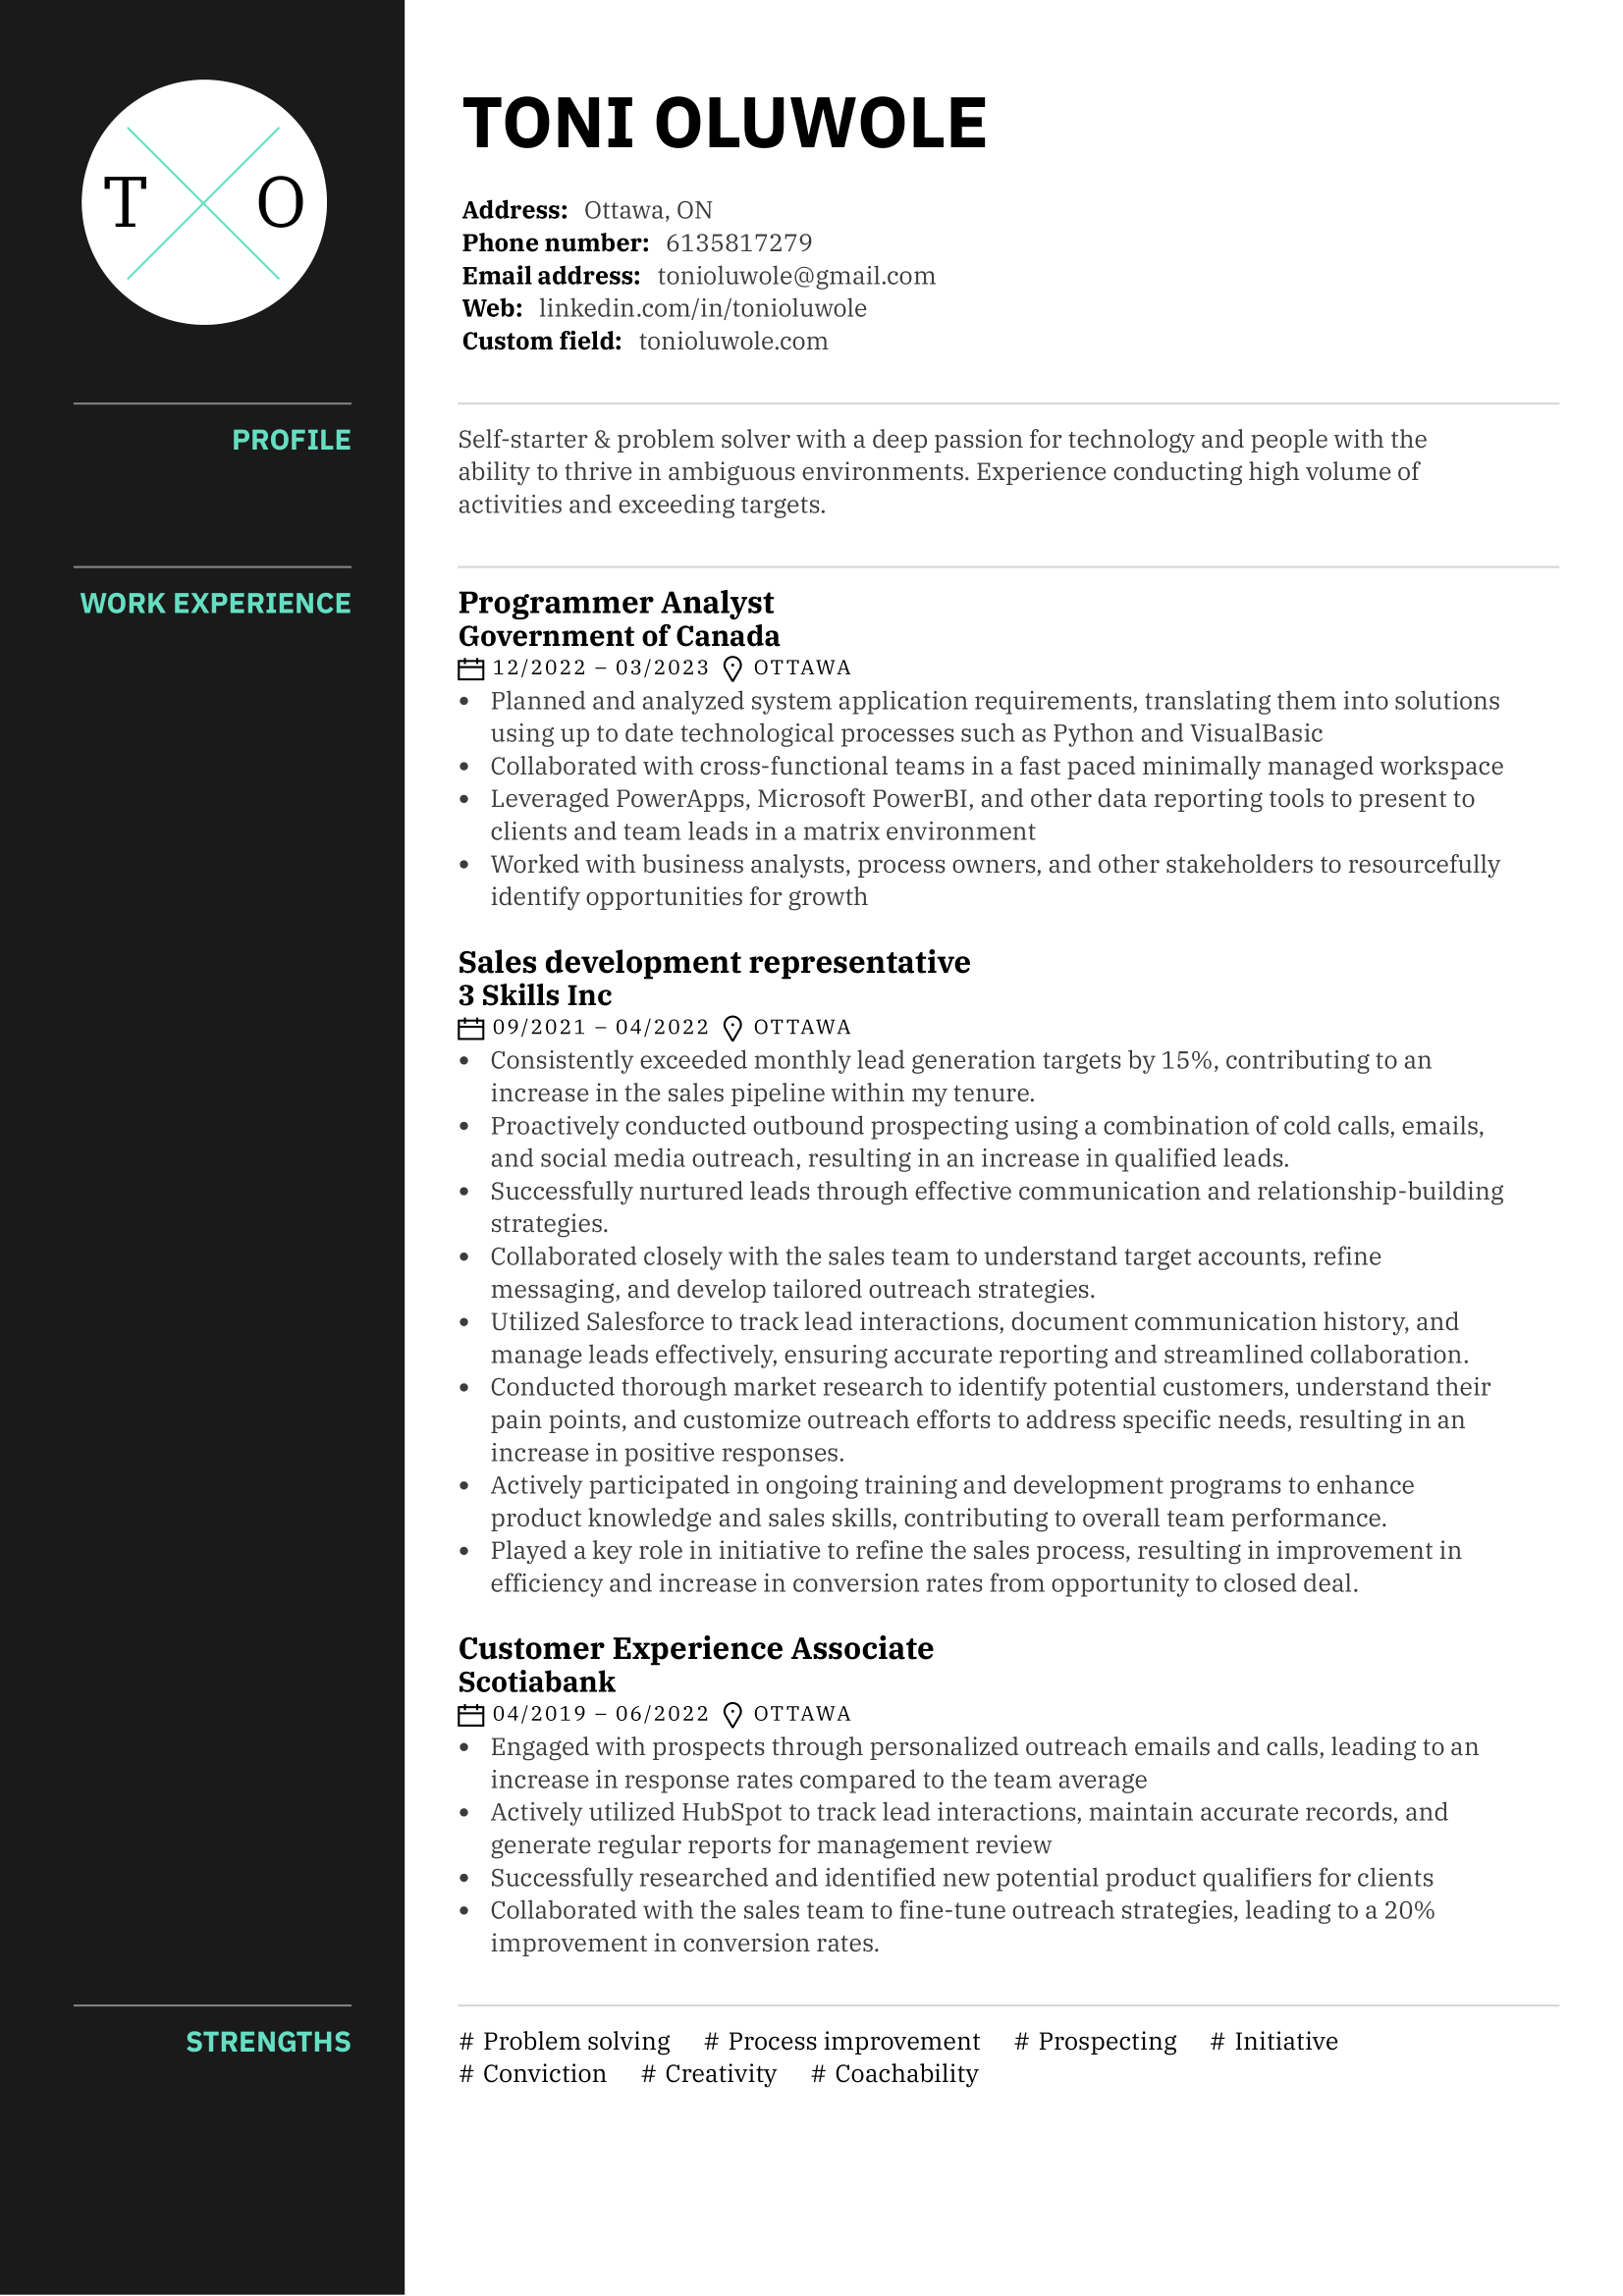 T O
TONI OLUWOLE
Address: Ottawa, ON
Phone number: 6135817279
Email address: tonioluwole@gmail.com
Web: linkedin.com/in/tonioluwole
Custom field: tonioluwole.com
PROFILE
Self-starter & problem solver with a deep passion for technology and people with the
ability to thrive in ambiguous environments. Experience conducting high volume of
activities and exceeding targets.
WORK EXPERIENCE
Programmer Analyst
Government of Canada
12/2022 – 03/2023 OTTAWA
• Planned and analyzed system application requirements, translating them into solutions
using up to date technological processes such as Python and VisualBasic
• Collaborated with cross-functional teams in a fast paced minimally managed workspace
• Leveraged PowerApps, Microsoft PowerBI, and other data reporting tools to present to
clients and team leads in a matrix environment
• Worked with business analysts, process owners, and other stakeholders to resourcefully
identify opportunities for growth
Sales development representative
3 Skills Inc
09/2021 – 04/2022 OTTAWA
• Consistently exceeded monthly lead generation targets by 15%, contributing to an
increase in the sales pipeline within my tenure.
• Proactively conducted outbound prospecting using a combination of cold calls, emails,
and social media outreach, resulting in an increase in qualified leads.
• Successfully nurtured leads through effective communication and relationship-building
strategies.
• Collaborated closely with the sales team to understand target accounts, refine
messaging, and develop tailored outreach strategies.
• Utilized Salesforce to track lead interactions, document communication history, and
manage leads effectively, ensuring accurate reporting and streamlined collaboration.
• Conducted thorough market research to identify potential customers, understand their
pain points, and customize outreach efforts to address specific needs, resulting in an
increase in positive responses.
• Actively participated in ongoing training and development programs to enhance
product knowledge and sales skills, contributing to overall team performance.
• Played a key role in initiative to refine the sales process, resulting in improvement in
efficiency and increase in conversion rates from opportunity to closed deal.
Customer Experience Associate
Scotiabank
04/2019 – 06/2022 OTTAWA
• Engaged with prospects through personalized outreach emails and calls, leading to an
increase in response rates compared to the team average
• Actively utilized HubSpot to track lead interactions, maintain accurate records, and
generate regular reports for management review
• Successfully researched and identified new potential product qualifiers for clients
• Collaborated with the sales team to fine-tune outreach strategies, leading to a 20%
improvement in conversion rates.
STRENGTHS
# Problem solving # Process improvement # Prospecting # Initiative
# Conviction # Creativity # Coachability